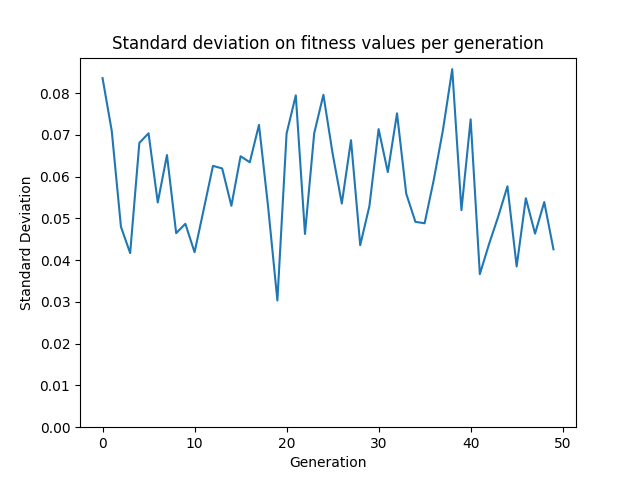 Standard deviation on fitness values per generation
0.08
0.07
0.06
0.05
0.04
0.03
0.02
0.01
0.00
Standard Deviation
0 10 20 30 40 50
Generation